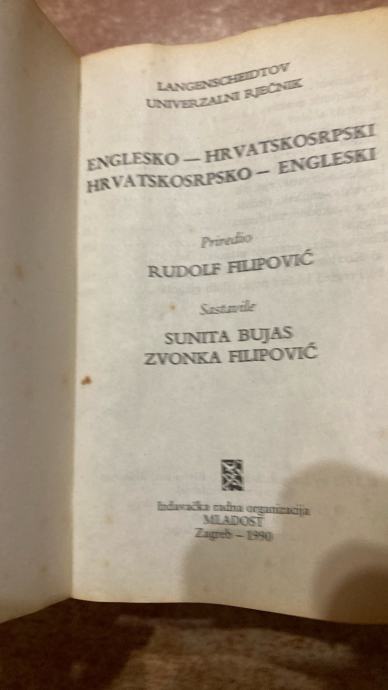 LANGENSCHEIDTOV
UNIVERZALNI RJEČNIK
ENGLESKO — HRVATSKOSRPSKI
HRVATSKOSRPSKO — ENGLESKI
Priredio
RUDOLF FILIPOVIĆ
Sastavile
SUNITA BUJAS
ZVONKA FILIPOVIĆ
Izdavačka radna organizacija
MLADOST
Zagreb – 1990